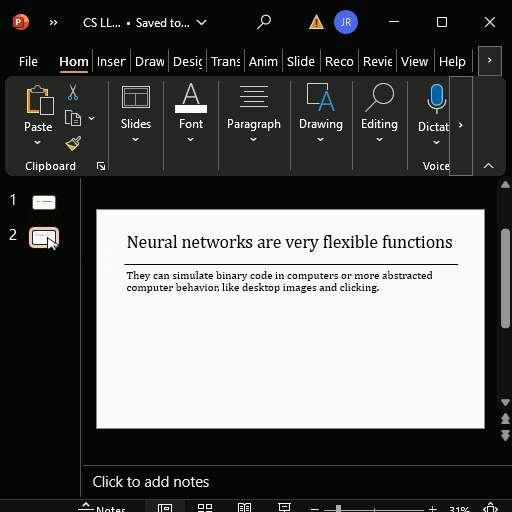 CS LL... • Saved to...
JR
File Hom Inser Draw Desig Trans Anim Slide Reco Revie View Help
Paste
Slides
Font
Paragraph
Drawing
Editing
Dictat
Clipboard
Voice
1
2
Neural networks are very flexible functions
They can simulate binary code in computers or more abstracted
computer behavior, like desktop images and clicking.
Click to add notes
Notes
31%